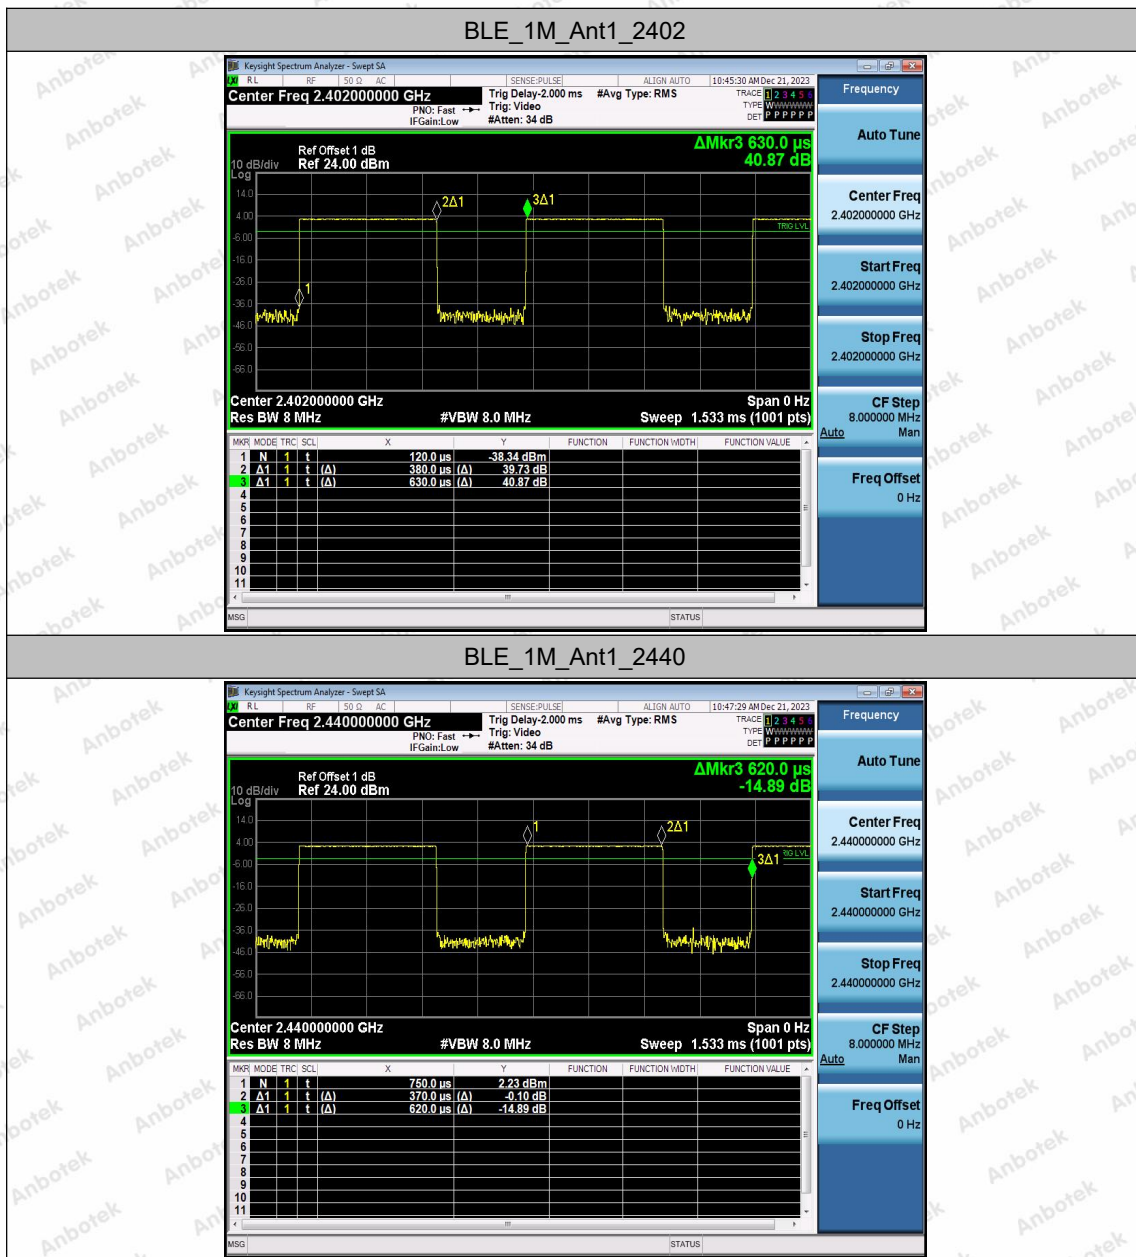 BLE_1M_Ant1_2402
Keysight Spectrum Analyzer - Swept SA
RL RF 50 Ω AC SENSE:PULSE ALIGN AUTO 10:45:30 AM Dec 21, 2023
Center Freq 2.402000000 GHz Trig Delay-2.000 ms #Avg Type: RMS TRACE 1 2 3 4 5 6
PNO: Fast Trig: Video TYPE WWWWWW
IFGain:Low #Atten: 34 dB DET P P P P P P
Frequency
Auto Tune
Center Freq
2.402000000 GHz
Start Freq
2.402000000 GHz
Stop Freq
2.402000000 GHz
CF Step
8.000000 MHz
Auto Man
Freq Offset
0 Hz
ΔMkr3 630.0 µs
40.87 dB
Ref Offset 1 dB
10 dB/div Ref 24.00 dBm
Log
14.0
4.00
-6.00
-16.0
-26.0
-36.0
-46.0
-56.0
-66.0
1
2Δ1
3Δ1
TRIG LVL
Center 2.402000000 GHz Span 0 Hz
Res BW 8 MHz #VBW 8.0 MHz Sweep 1.533 ms (1001 pts)
MKR MODE TRC SCL X Y FUNCTION FUNCTION WIDTH FUNCTION VALUE
1 N 1 t 120.0 µs -38.34 dBm
2 Δ1 1 t (Δ) 380.0 µs (Δ) 39.73 dB
3 Δ1 1 t (Δ) 630.0 µs (Δ) 40.87 dB
4
5
6
7
8
9
10
11
MSG STATUS
BLE_1M_Ant1_2440
Keysight Spectrum Analyzer - Swept SA
RL RF 50 Ω AC SENSE:PULSE ALIGN AUTO 10:47:29 AM Dec 21, 2023
Center Freq 2.440000000 GHz Trig Delay-2.000 ms #Avg Type: RMS TRACE 1 2 3 4 5 6
PNO: Fast Trig: Video TYPE WWWWWW
IFGain:Low #Atten: 34 dB DET P P P P P P
Frequency
Auto Tune
Center Freq
2.440000000 GHz
Start Freq
2.440000000 GHz
Stop Freq
2.440000000 GHz
CF Step
8.000000 MHz
Auto Man
Freq Offset
0 Hz
ΔMkr3 620.0 µs
-14.89 dB
Ref Offset 1 dB
10 dB/div Ref 24.00 dBm
Log
14.0
4.00
-6.00
-16.0
-26.0
-36.0
-46.0
-56.0
-66.0
1
2Δ1
3Δ1
RIG LVL
Center 2.440000000 GHz Span 0 Hz
Res BW 8 MHz #VBW 8.0 MHz Sweep 1.533 ms (1001 pts)
MKR MODE TRC SCL X Y FUNCTION FUNCTION WIDTH FUNCTION VALUE
1 N 1 t 750.0 µs 2.23 dBm
2 Δ1 1 t (Δ) 370.0 µs (Δ) -0.10 dB
3 Δ1 1 t (Δ) 620.0 µs (Δ) -14.89 dB
4
5
6
7
8
9
10
11
MSG STATUS
Anbotek